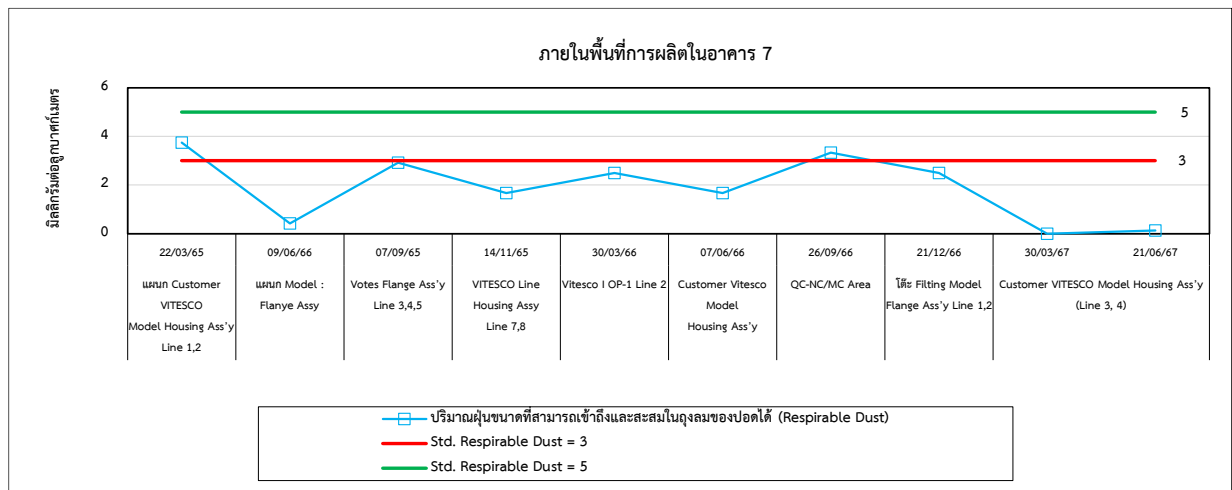 ภายในพื้นที่การผลิตในอาคาร 7
มิลลิกรัมต่อลูกบาศก์เมตร
6
4
2
0
5
3
22/03/65 09/06/66 07/09/65 14/11/65 30/03/66 07/06/66 26/09/66 21/12/66 30/03/67 21/06/67
แผนก Customer
VITESCO
Model Housing Ass'y
Line 1,2
แผนก Model :
Flanye Assy
Votes Flange Ass'y
Line 3,4,5
VITESCO Line
Housing Assy
Line 7,8
Vitesco I OP-1 Line 2
Customer Vitesco
Model
Housing Ass'y
QC-NC/MC Area
โต๊ะ Filting Model
Flange Ass'y Line 1,2
Customer VITESCO Model Housing Ass'y
(Line 3, 4)
ปริมาณฝุ่นขนาดที่สามารถเข้าถึงและสะสมในถุงลมของปอดได้ (Respirable Dust)
Std. Respirable Dust = 3
Std. Respirable Dust = 5